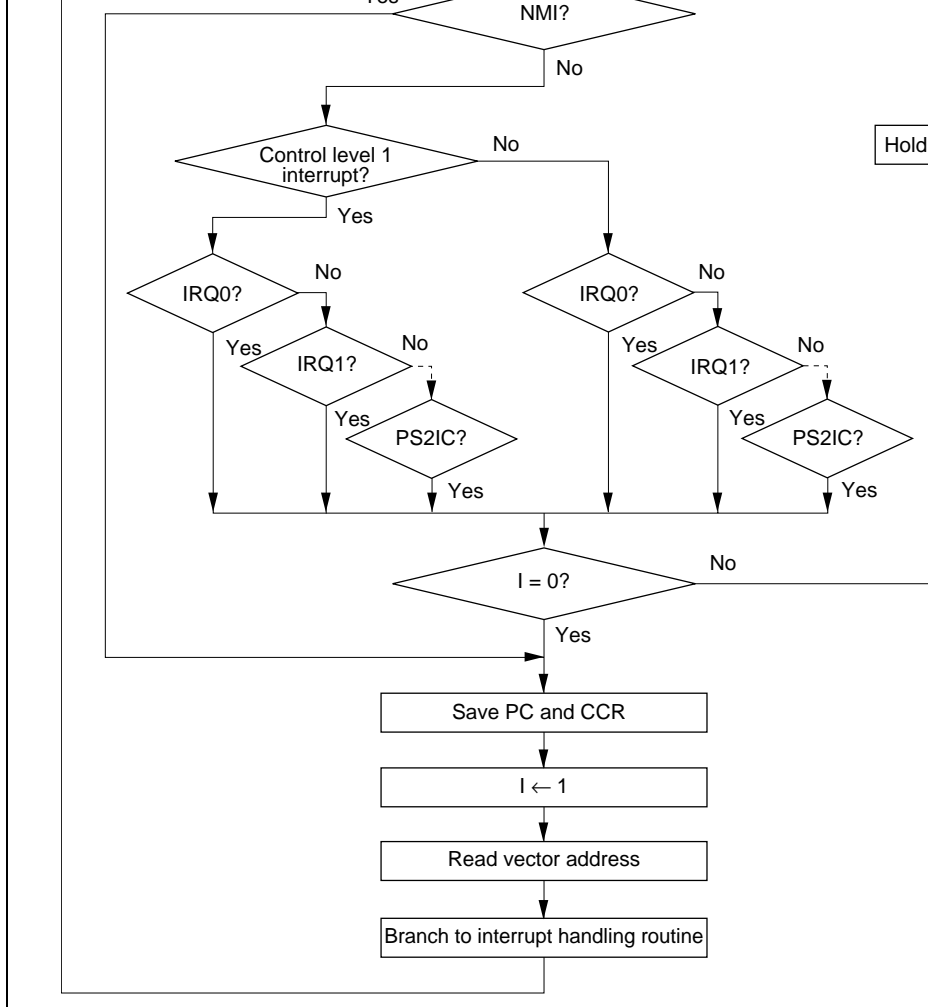 Yes
NMI?
No
Control level 1
interrupt?
No
Hold
Yes
IRQ0?
No
IRQ0?
No
Yes
IRQ1?
No
Yes
IRQ1?
No
Yes
PS2IC?
Yes
PS2IC?
Yes
Yes
I = 0?
No
Yes
Save PC and CCR
I ← 1
Read vector address
Branch to interrupt handling routine